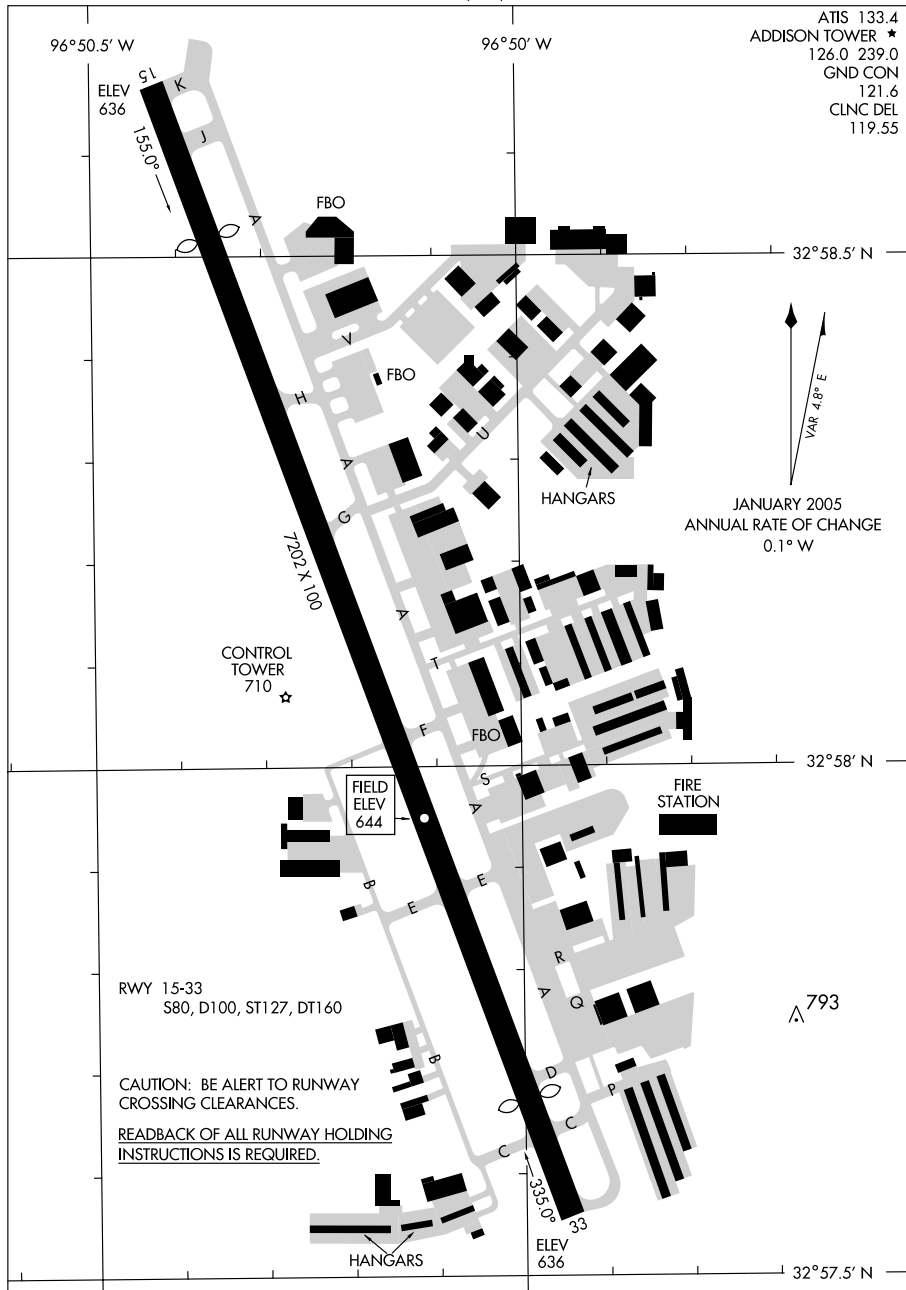 ATIS 133.4
ADDISON TOWER ★
126.0 239.0
GND CON
121.6
CLNC DEL
119.55
96°50.5' W
96°50' W
15
ELEV
636
K
J
155.0°
A
FBO
32°58.5' N
V
FBO
H
VAR 4.8° E
U
A
HANGARS
JANUARY 2005
ANNUAL RATE OF CHANGE
0.1° W
G
7202 X 100
A
CONTROL
TOWER
710
T
F
FBO
32°58' N
S
FIELD
ELEV
644
A
FIRE
STATION
B
E
E
R
A
Q
RWY 15-33
S80, D100, ST127, DT160
793
B
D
CAUTION: BE ALERT TO RUNWAY
CROSSING CLEARANCES.
P
C
C
READBACK OF ALL RUNWAY HOLDING
INSTRUCTIONS IS REQUIRED.
335.0°
33
ELEV
636
HANGARS
32°57.5' N